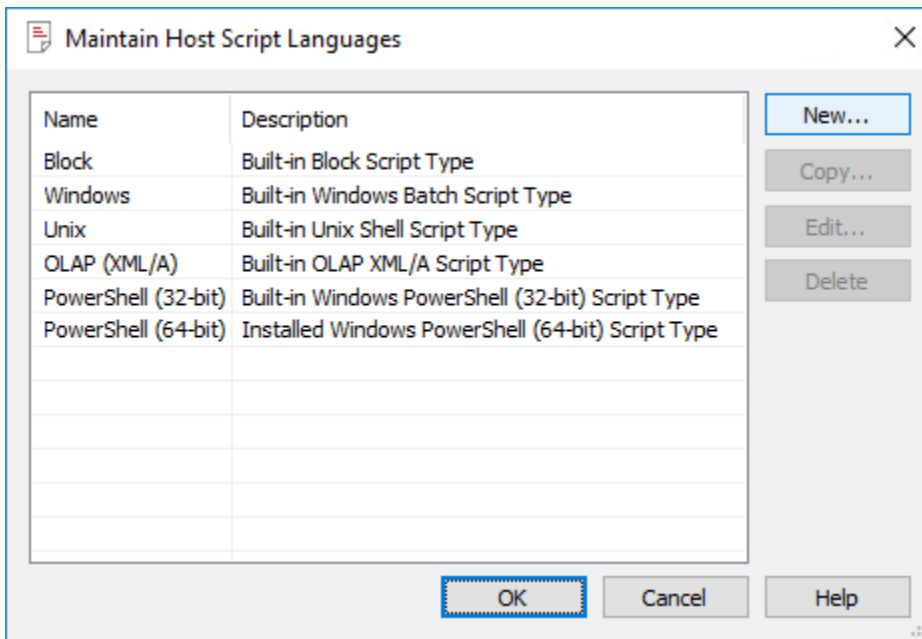 Maintain Host Script Languages
Name Description
Block Built-in Block Script Type
Windows Built-in Windows Batch Script Type
Unix Built-in Unix Shell Script Type
OLAP (XML/A) Built-in OLAP XML/A Script Type
PowerShell (32-bit) Built-in Windows PowerShell (32-bit) Script Type
PowerShell (64-bit) Installed Windows PowerShell (64-bit) Script Type
New...
Copy...
Edit...
Delete
OK Cancel Help